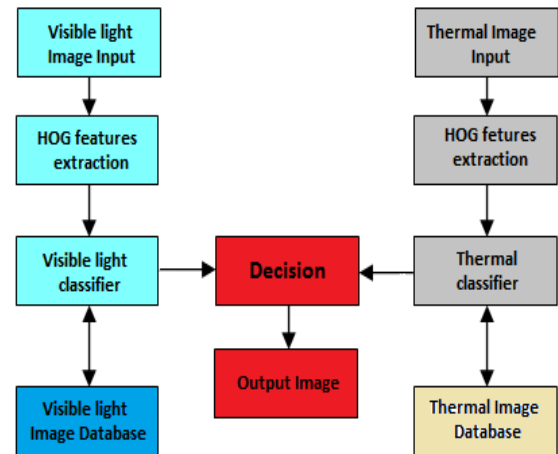 Visible light
Image Input
Thermal Image
Input
HOG features
extraction
HOG fetures
extraction
Visible light
classifier
Decision
Thermal
classifier
Output Image
Visible light
Image Database
Thermal Image
Database